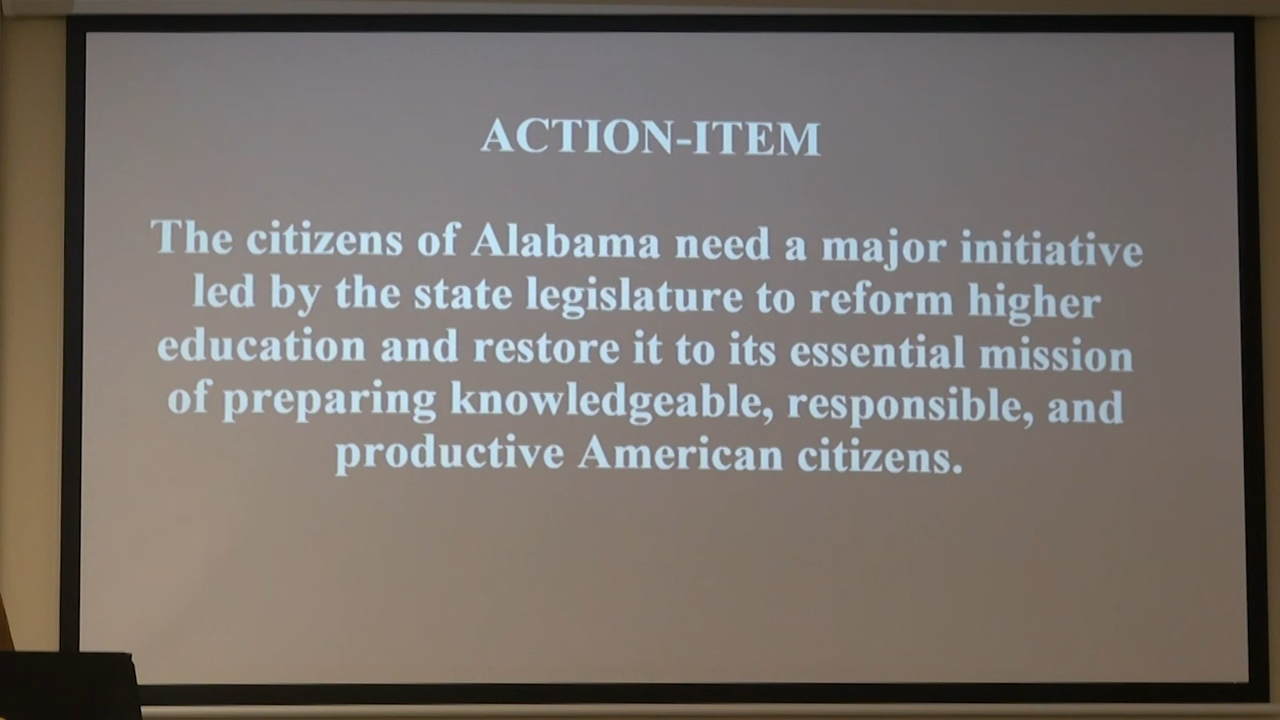 ACTION-ITEM
The citizens of Alabama need a major initiative
led by the state legislature to reform higher
education and restore it to its essential mission
of preparing knowledgeable, responsible, and
productive American citizens.